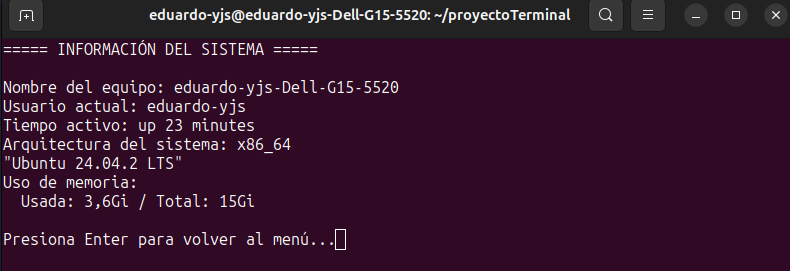 eduardo-yjs@eduardo-yjs-Dell-G15-5520: ~/proyectoTerminal
===== INFORMACIÓN DEL SISTEMA =====
Nombre del equipo: eduardo-yjs-Dell-G15-5520
Usuario actual: eduardo-yjs
Tiempo activo: up 23 minutes
Arquitectura del sistema: x86_64
"Ubuntu 24.04.2 LTS"
Uso de memoria:
  Usada: 3,6Gi / Total: 15Gi
Presiona Enter para volver al menú...